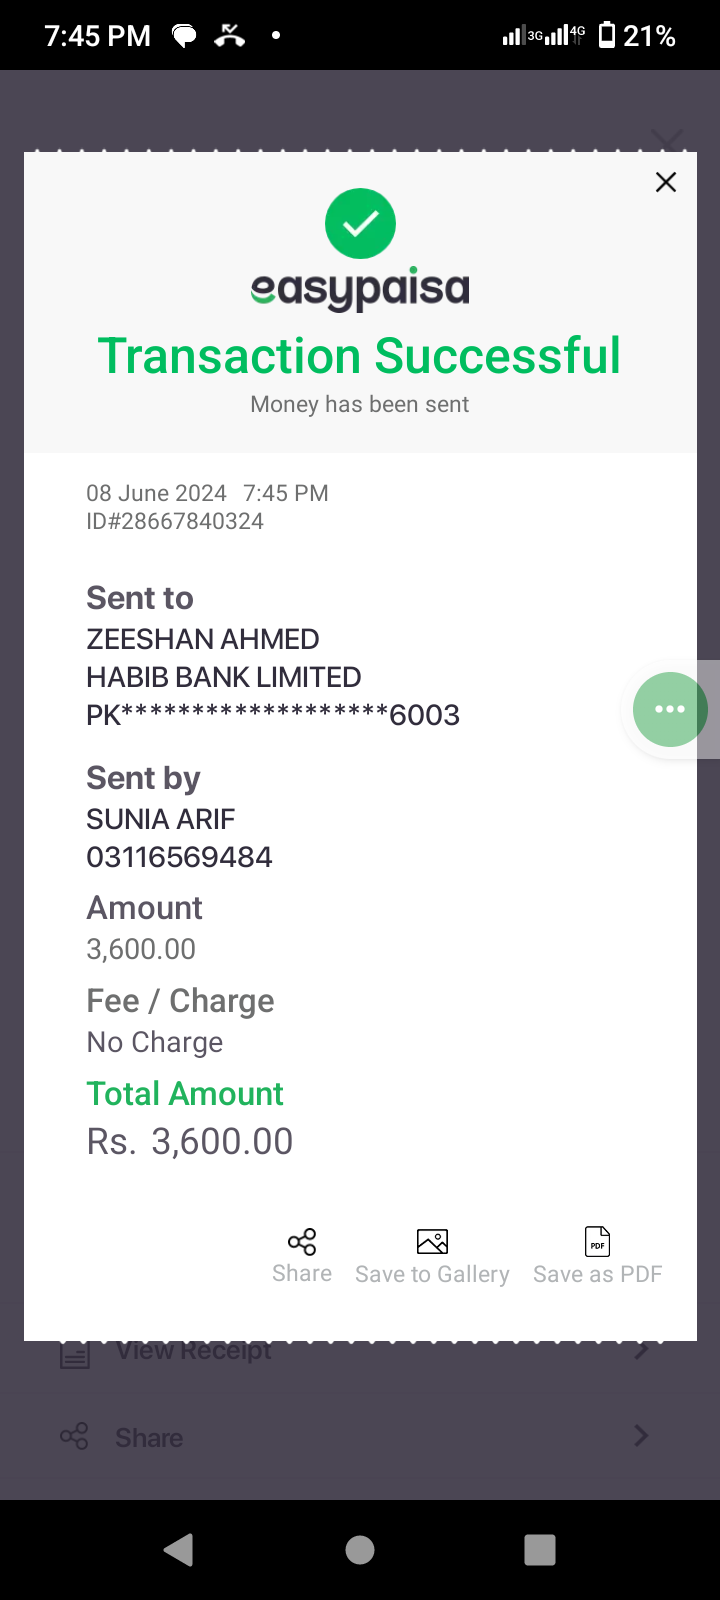 7:45 PM 3G 4G 21%
easypaisa
Transaction Successful
Money has been sent
08 June 2024 7:45 PM
ID#28667840324
Sent to
ZEESHAN AHMED
HABIB BANK LIMITED
PK*******************6003
Sent by
SUNIA ARIF
03116569484
Amount
3,600.00
Fee / Charge
No Charge
Total Amount
Rs. 3,600.00
PDF
Share Save to Gallery Save as PDF
View Receipt
Share